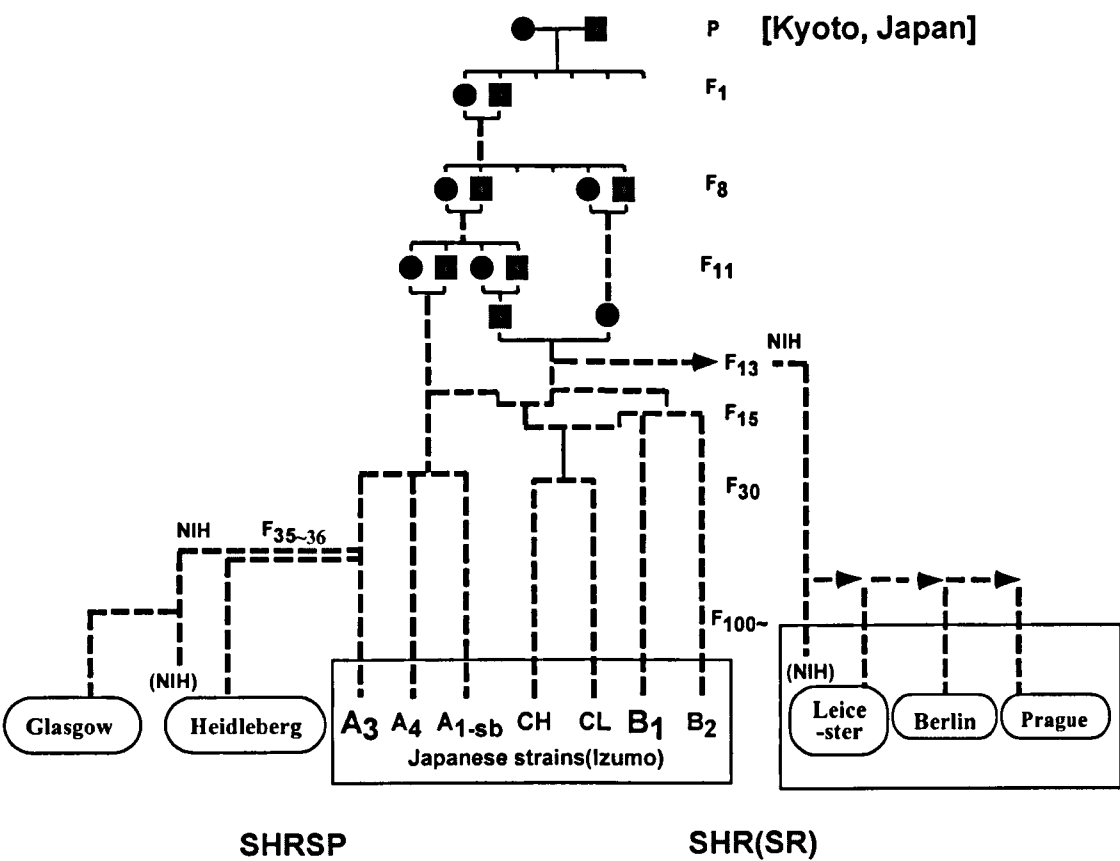 P [Kyoto, Japan]
F1
F8
F11
NIH
F13
F15
F30
NIH F35~36
F100~
(NIH) (NIH)
Glasgow
Heidleberg
A3 A4 A1-sb CH CL B1 B2
Japanese strains(Izumo)
Leice
-ster
Berlin
Prague
SHRSP SHR(SR)